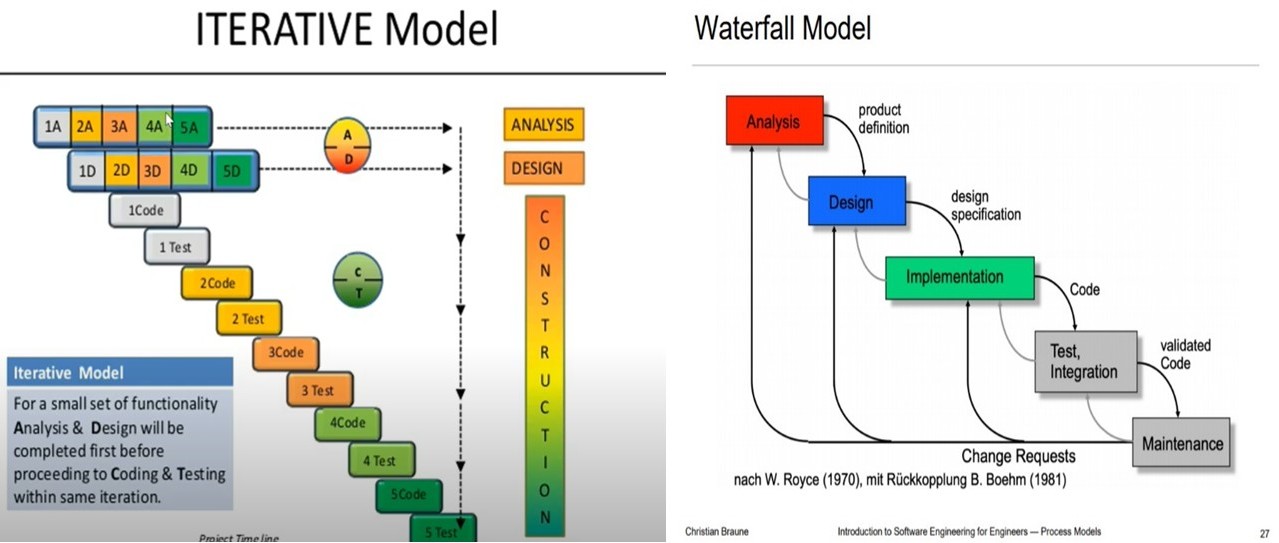 ITERATIVE Model
1A 2A 3A 4A 5A
A
D
ANALYSIS
1D 2D 3D 4D 5D
DESIGN
1Code
1 Test
2Code
2 Test
3Code
3 Test
4Code
4 Test
5Code
5 Test
C
T
C
O
N
S
T
R
U
C
T
I
O
N
Iterative Model
For a small set of functionality
Analysis & Design will be
completed first before
proceeding to Coding & Testing
within same iteration.
Project Time line
Waterfall Model
Analysis
product
definition
Design
design
specification
Implementation
Code
Test,
Integration
validated
Code
Maintenance
Change Requests
nach W. Royce (1970), mit Rückkopplung B. Boehm (1981)
Christian Braune
Introduction to Software Engineering for Engineers — Process Models
27